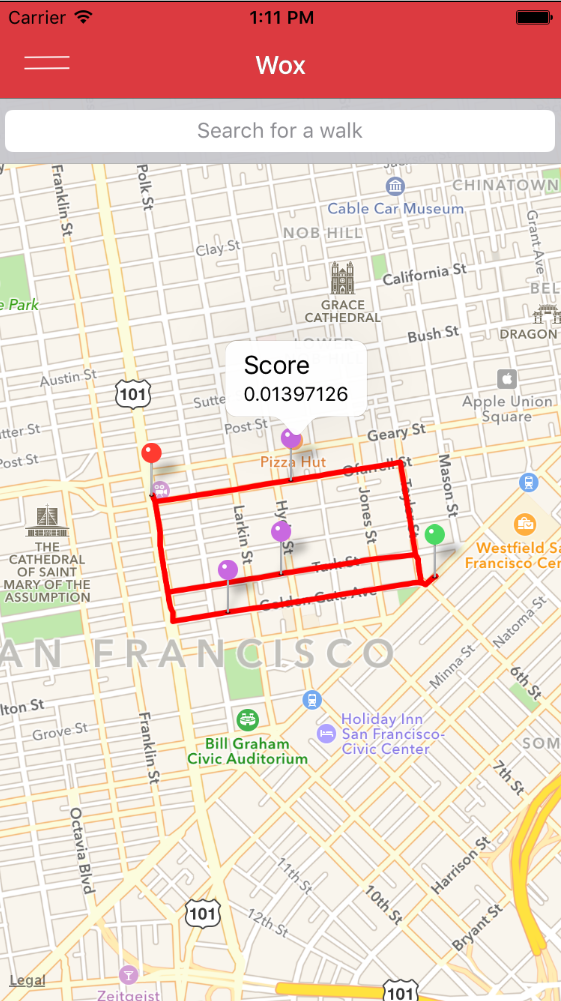 Carrier 1:11 PM
Wox
Search for a walk
Franklin St
Polk St
CHINATOWN
Cable Car Museum
NOB HILL
Grant Ave
Clay St
California St
e Park
BEL
GRACE
CATHEDRAL
DRAGON
Bush St
LOWER
Austin St
101
Score
0.01397126
Apple Union
Square
Sutte
utter St
Post St
Post St
Geary St
Pizza Hut
Ofarrell St
Mason St
Taylor St
Jones St
Hyde St
Larkin St
THE
CATHEDRAL
OF SAINT
MARY OF THE
ASSUMPTION
Westfield Sa
Francisco Cen
Turk St
Golden Gate Ave
AN FRANCISCO
Natoma St
Minna St
6th St
lton St
Grove St
Franklin St
Holiday Inn
San Francisco-
Civic Center
Bill Graham
Civic Auditorium
SOM
7th St
Octavia Blvd
Harrison St
11th St
10th St
101
12th St
Bryant St
Legal
Zeitgeist
101